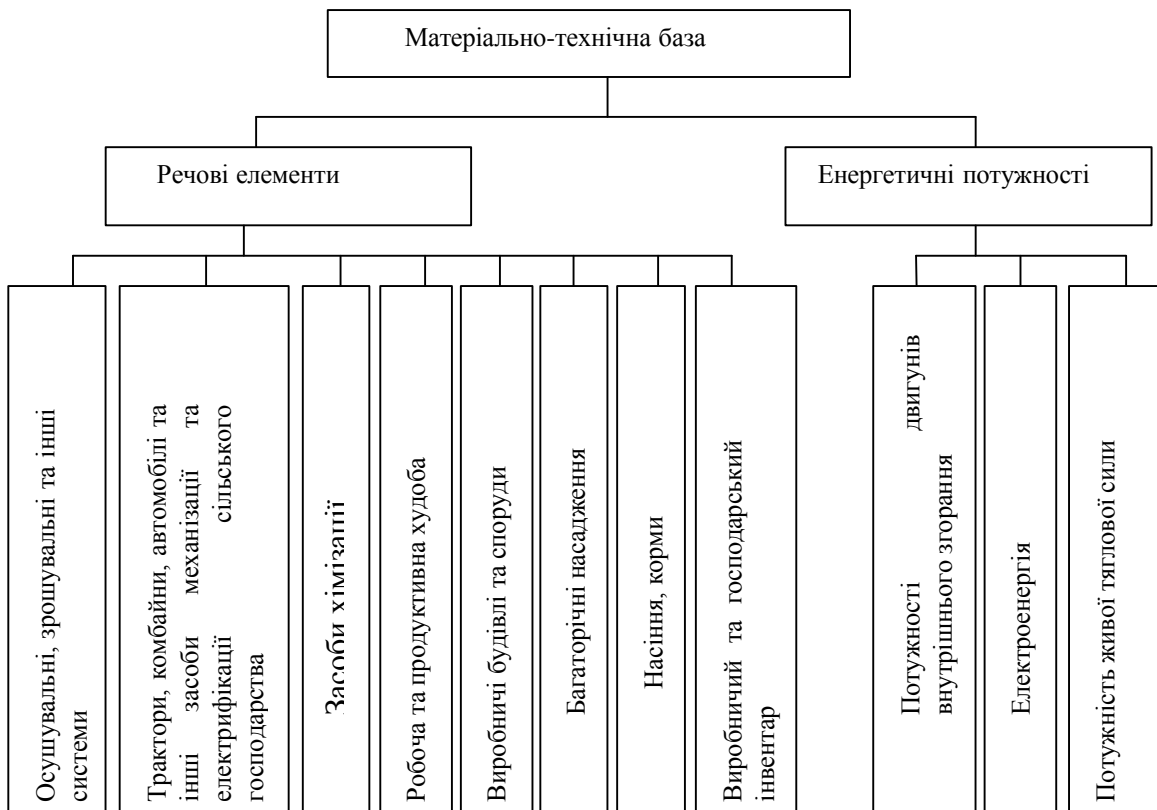 Матеріально-технічна база
Речові елементи
Енергетичні потужності
Осушувальні, зрошувальні та інші
системи
Трактори, комбайни, автомобілі та
інші засоби механізації та
електрифікації сільського
господарства
Засоби хімізації
Робоча та продуктивна худоба
Виробничі будівлі та споруди
Багаторічні насадження
Насіння, корми
Виробничий та господарський
інвентар
Потужності двигунів
внутрішнього згорання
Електроенергія
Потужність живої тяглової сили